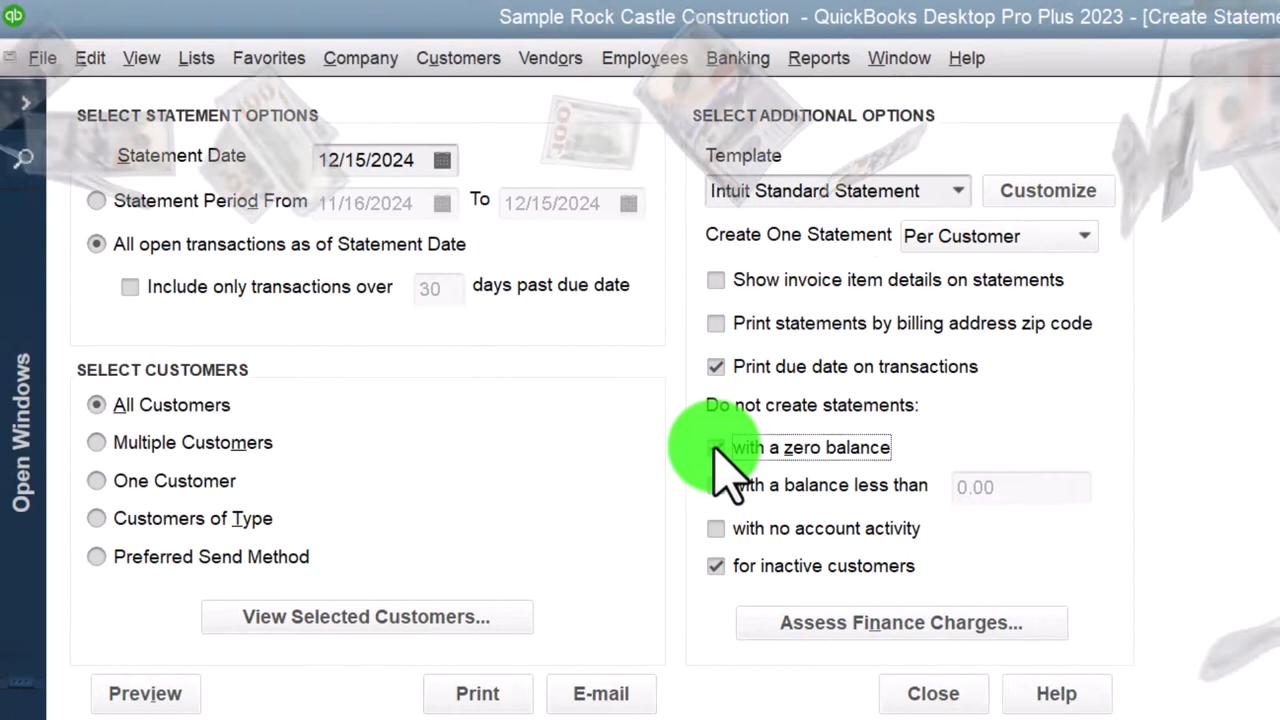 qb
Sample Rock Castle Construction - QuickBooks Desktop Pro Plus 2023 - [Create Stateme
File Edit View Lists Favorites Company Customers Vendors Employees Banking Reports Window Help
SELECT STATEMENT OPTIONS
Statement Date 12/15/2024
Statement Period From 11/16/2024 To 12/15/2024
All open transactions as of Statement Date
Include only transactions over 30 days past due date
SELECT CUSTOMERS
All Customers
Multiple Customers
One Customer
Customers of Type
Preferred Send Method
View Selected Customers...
Preview Print E-mail
SELECT ADDITIONAL OPTIONS
Template
Intuit Standard Statement Customize
Create One Statement Per Customer
Show invoice item details on statements
Print statements by billing address zip code
Print due date on transactions
Do not create statements:
with a zero balance
with a balance less than 0.00
with no account activity
for inactive customers
Assess Finance Charges...
Close Help
Open Windows